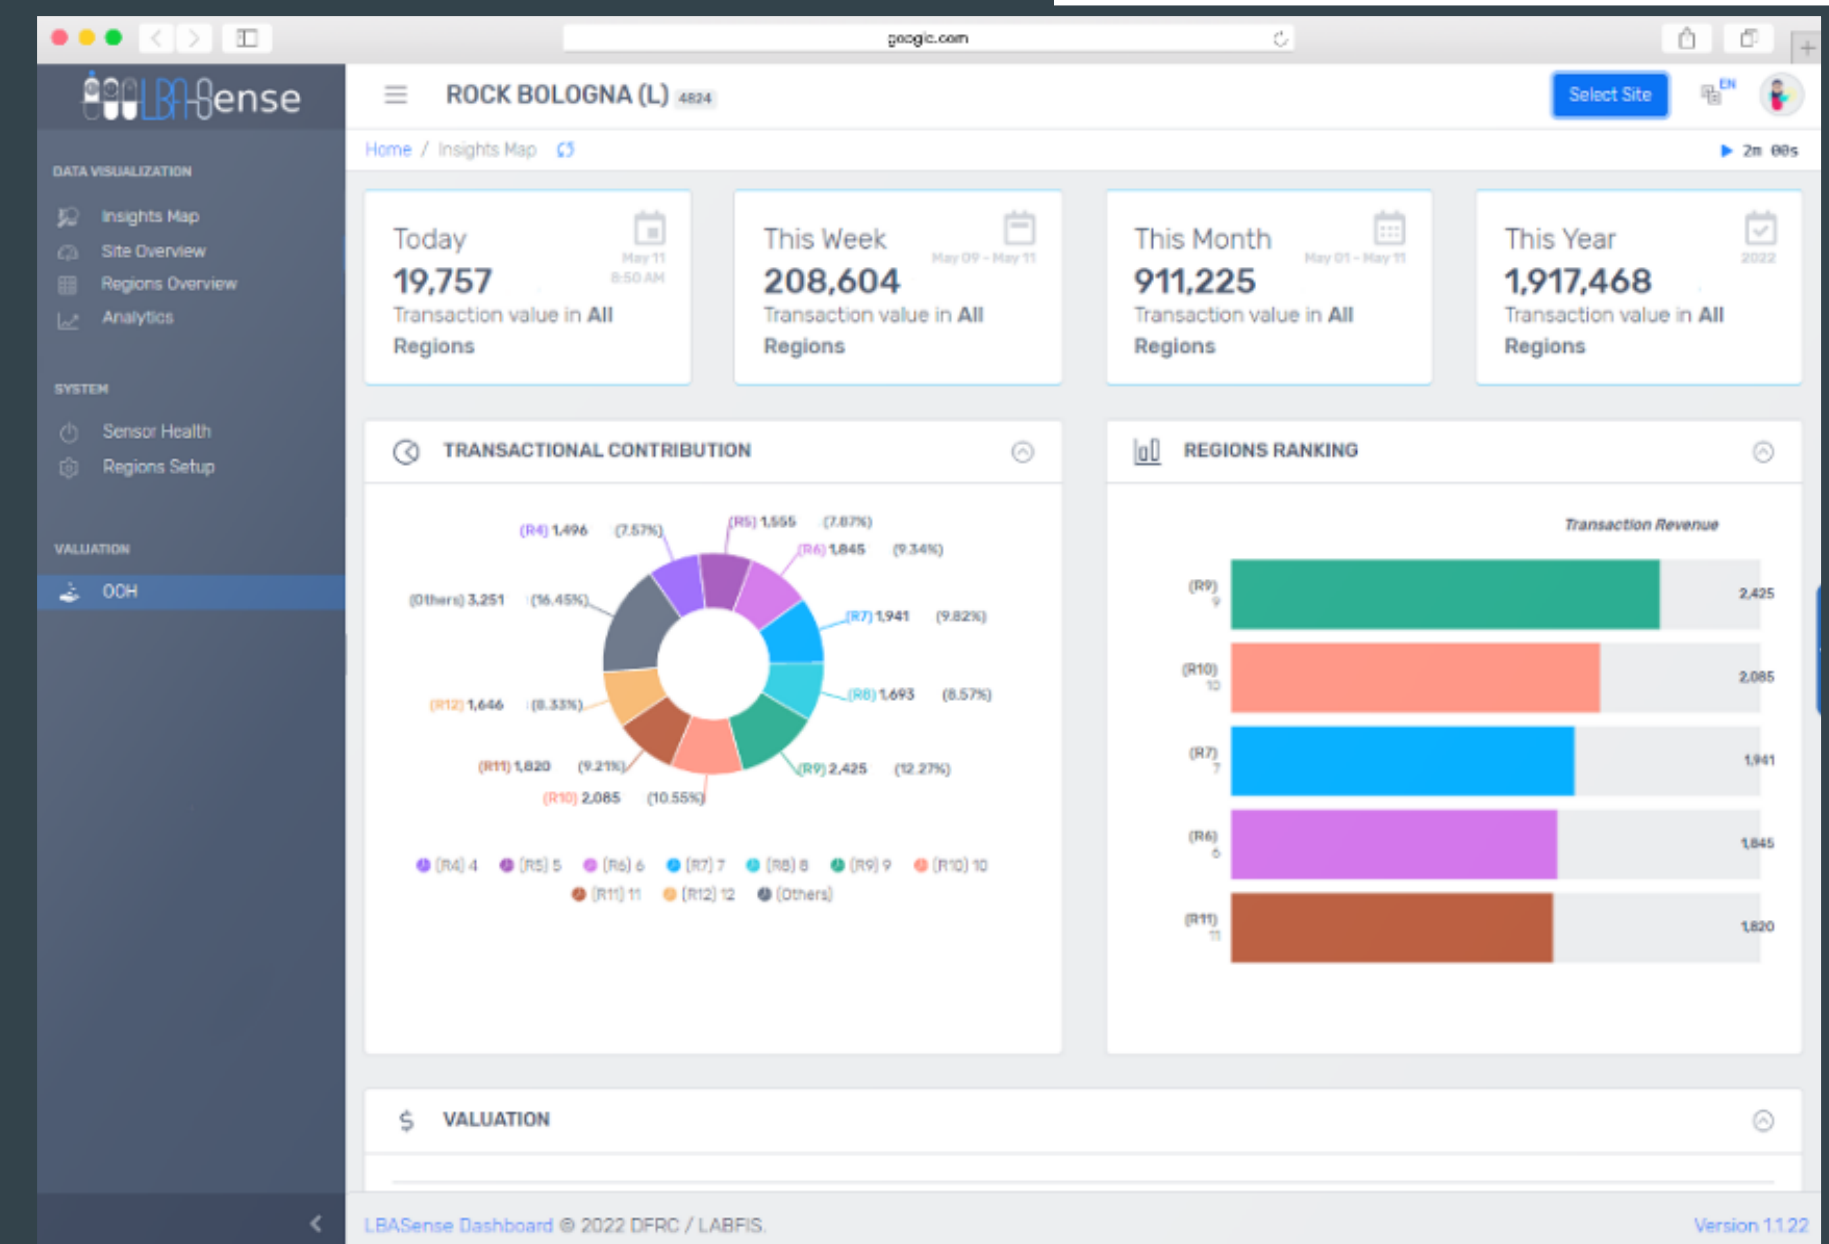 googlc.com
LBA-Sense
ROCK BOLOGNA (L) 4824
Select Site
EN
Home / Insights Map
2m 00s
DATA VISUALIZATION
Insights Map
Site Overview
Regions Overview
Analytics
SYSTEM
Sensor Health
Regions Setup
VALUATION
OOH
Today
May 11
8:50 AM
19,757
Transaction value in All
Regions
This Week
May 09 - May 11
208,604
Transaction value in All
Regions
This Month
May 01 - May 11
911,225
Transaction value in All
Regions
This Year
2022
1,917,468
Transaction value in All
Regions
TRANSACTIONAL CONTRIBUTION
(R4) 1,496 (7.57%)
(R5) 1,555 (7.87%)
(R6) 1,845 (9.34%)
(Others) 3,251 (16.45%)
(R7) 1,941 (9.82%)
(R12) 1,646 (8.33%)
(R8) 1,693 (8.57%)
(R11) 1,820 (9.21%)
(R9) 2,425 (12.27%)
(R10) 2,085 (10.55%)
(R4) 4 (R5) 5 (R6) 6 (R7) 7 (R8) 8 (R9) 9 (R10) 10
(R11) 11 (R12) 12 (Others)
REGIONS RANKING
Transaction Revenue
(R9)
9
2,425
(R10)
10
2,085
(R7)
7
1,941
(R6)
6
1,845
(R11)
11
1,820
$ VALUATION
LBASense Dashboard © 2022 DFRC / LABFIS.
Version 1.1.22